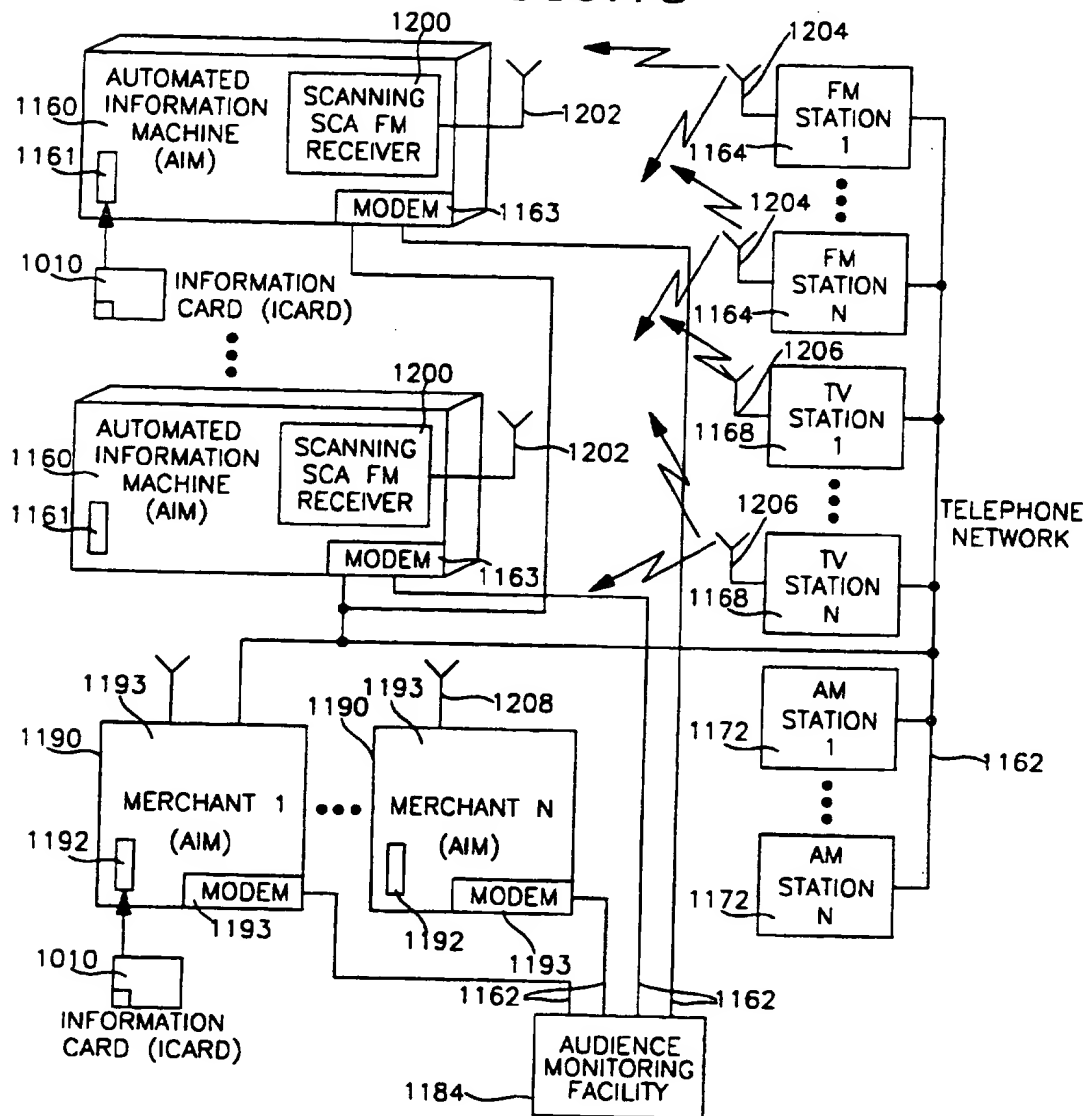 1200
1204
AUTOMATED
INFORMATION
MACHINE
(AIM)
1160
1161
SCANNING
SCA FM
RECEIVER
1202
FM
STATION
1
1164
MODEM
1163
1204
1010
INFORMATION
CARD (ICARD)
FM
STATION
N
1164
1200
1206
AUTOMATED
INFORMATION
MACHINE
(AIM)
1160
1161
SCANNING
SCA FM
RECEIVER
1202
TV
STATION
1
1168
MODEM
1163
1206
TELEPHONE
NETWORK
TV
STATION
N
1168
1193
1193
1208
1190
1190
MERCHANT 1
(AIM)
MERCHANT N
(AIM)
AM
STATION
1
1172
1162
1192
MODEM
1193
1192
MODEM
1193
AM
STATION
N
1172
1010
INFORMATION
CARD (ICARD)
1162
1162
AUDIENCE
MONITORING
FACILITY
1184